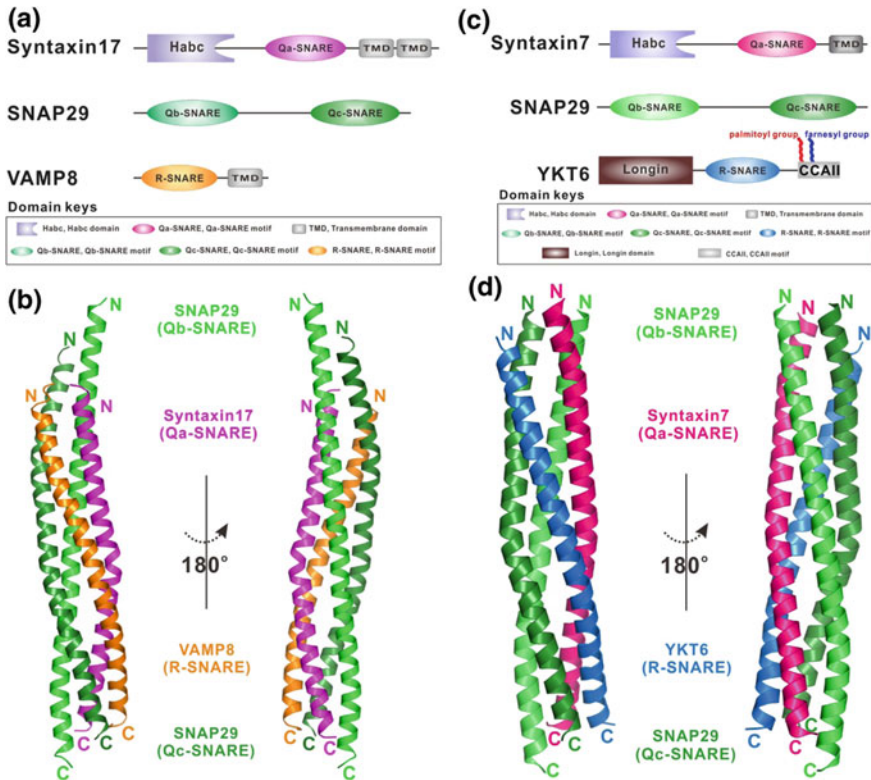 (a)
Syntaxin17
Habc
Qa-SNARE
TMD
TMD
SNAP29
Qb-SNARE
Qc-SNARE
VAMP8
R-SNARE
TMD
Domain keys
Habc, Habc domain
Qa-SNARE, Qa-SNARE motif
TMD, Transmembrane domain
Qb-SNARE, Qb-SNARE motif
Qc-SNARE, Qc-SNARE motif
R-SNARE, R-SNARE motif
(c)
Syntaxin7
Habc
Qa-SNARE
TMD
SNAP29
Qb-SNARE
Qc-SNARE
palmitoyl group
farnesyl group
YKT6
Longin
R-SNARE
CCAII
Domain keys
Habc, Habc domain
Qa-SNARE, Qa-SNARE motif
TMD, Transmembrane domain
Qb-SNARE, Qb-SNARE motif
Qc-SNARE, Qc-SNARE motif
R-SNARE, R-SNARE motif
Longin, Longin domain
CCAII, CCAII motif
(b)
N
N
N
N
SNAP29
(Qb-SNARE)
Syntaxin17
(Qa-SNARE)
180°
VAMP8
(R-SNARE)
SNAP29
(Qc-SNARE)
C
C
C
C
N
N
N
N
C
C
C
C
(d)
N
N
N
N
SNAP29
(Qb-SNARE)
Syntaxin7
(Qa-SNARE)
180°
YKT6
(R-SNARE)
SNAP29
(Qc-SNARE)
C
C
C
C
N
N
N
N
C
C
C
C